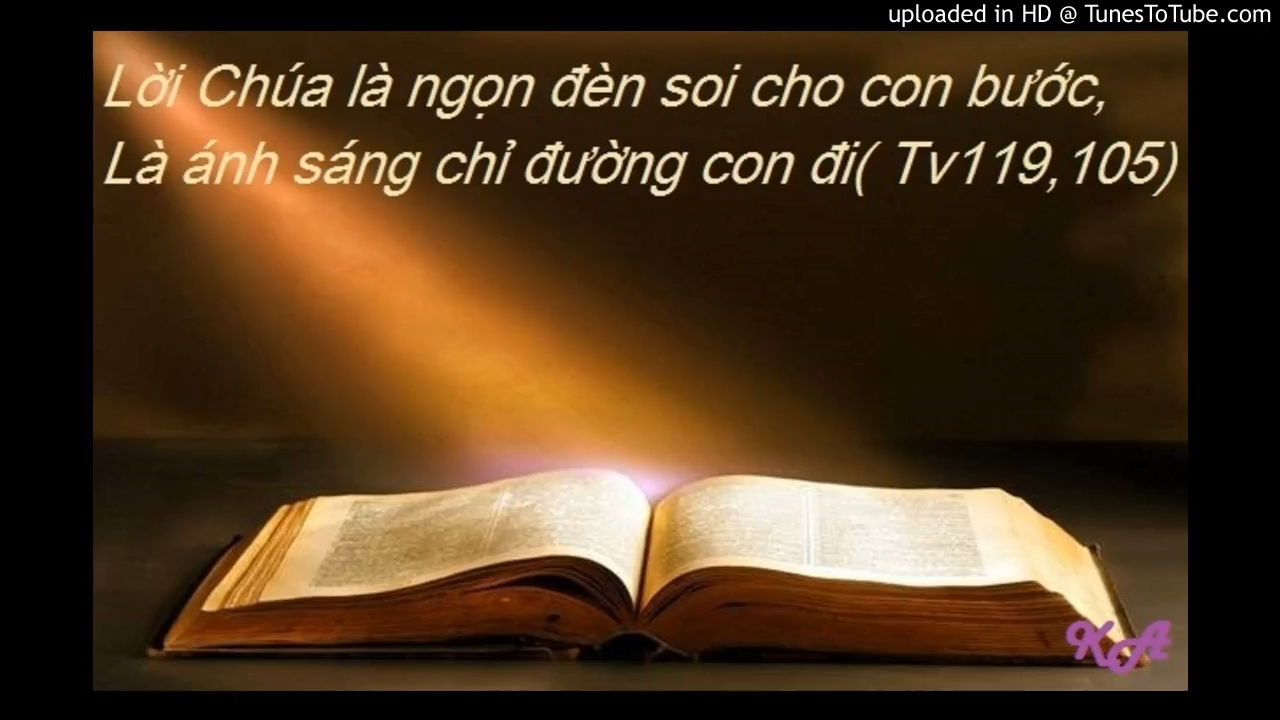 uploaded in HD @ TunesToTube.com
Lời Chúa là ngọn đèn soi cho con bước,
Là ánh sáng chỉ đường con đi( Tv119,105)
KA